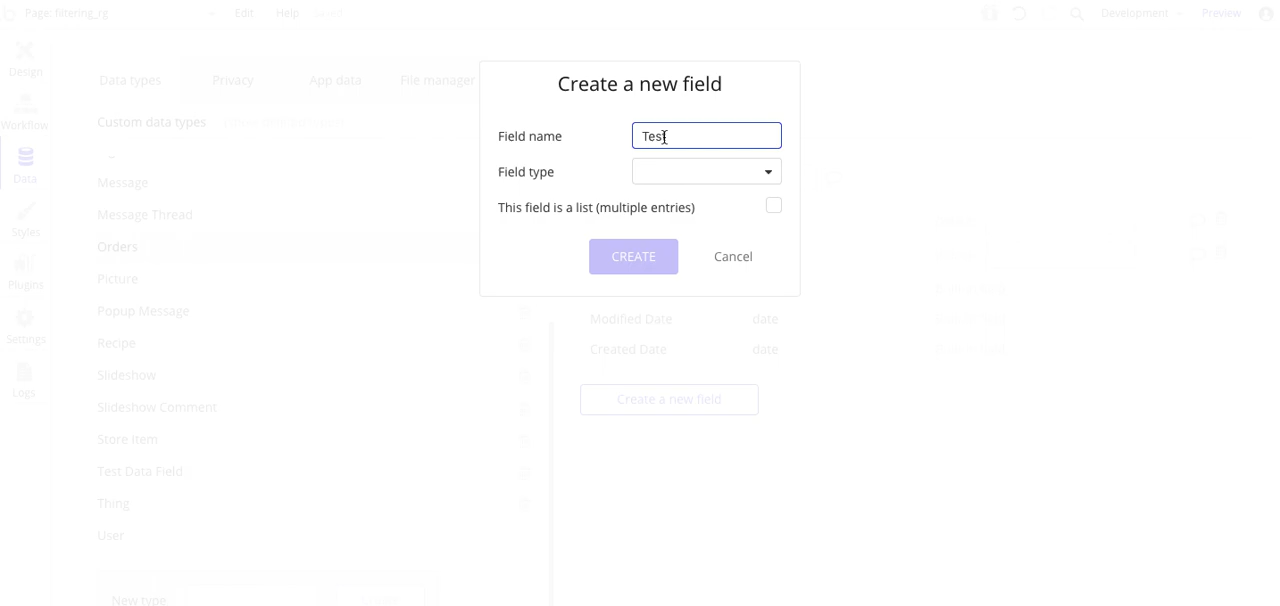 Page: filtering_rg
Edit
Help
saved
Development
Preview
Design
Workflow
Data
Styles
Plugins
Settings
Logs
Data types
Privacy
App data
File manager
Custom data types
Message
Message Thread
Orders
Picture
Popup Message
Recipe
Slideshow
Slideshow Comment
Store Item
Test Data Field
Thing
User
New type
Create a new field
Field name
Test
Field type
This field is a list (multiple entries)
CREATE
Cancel
Modified Date
date
Created Date
date
Create a new field